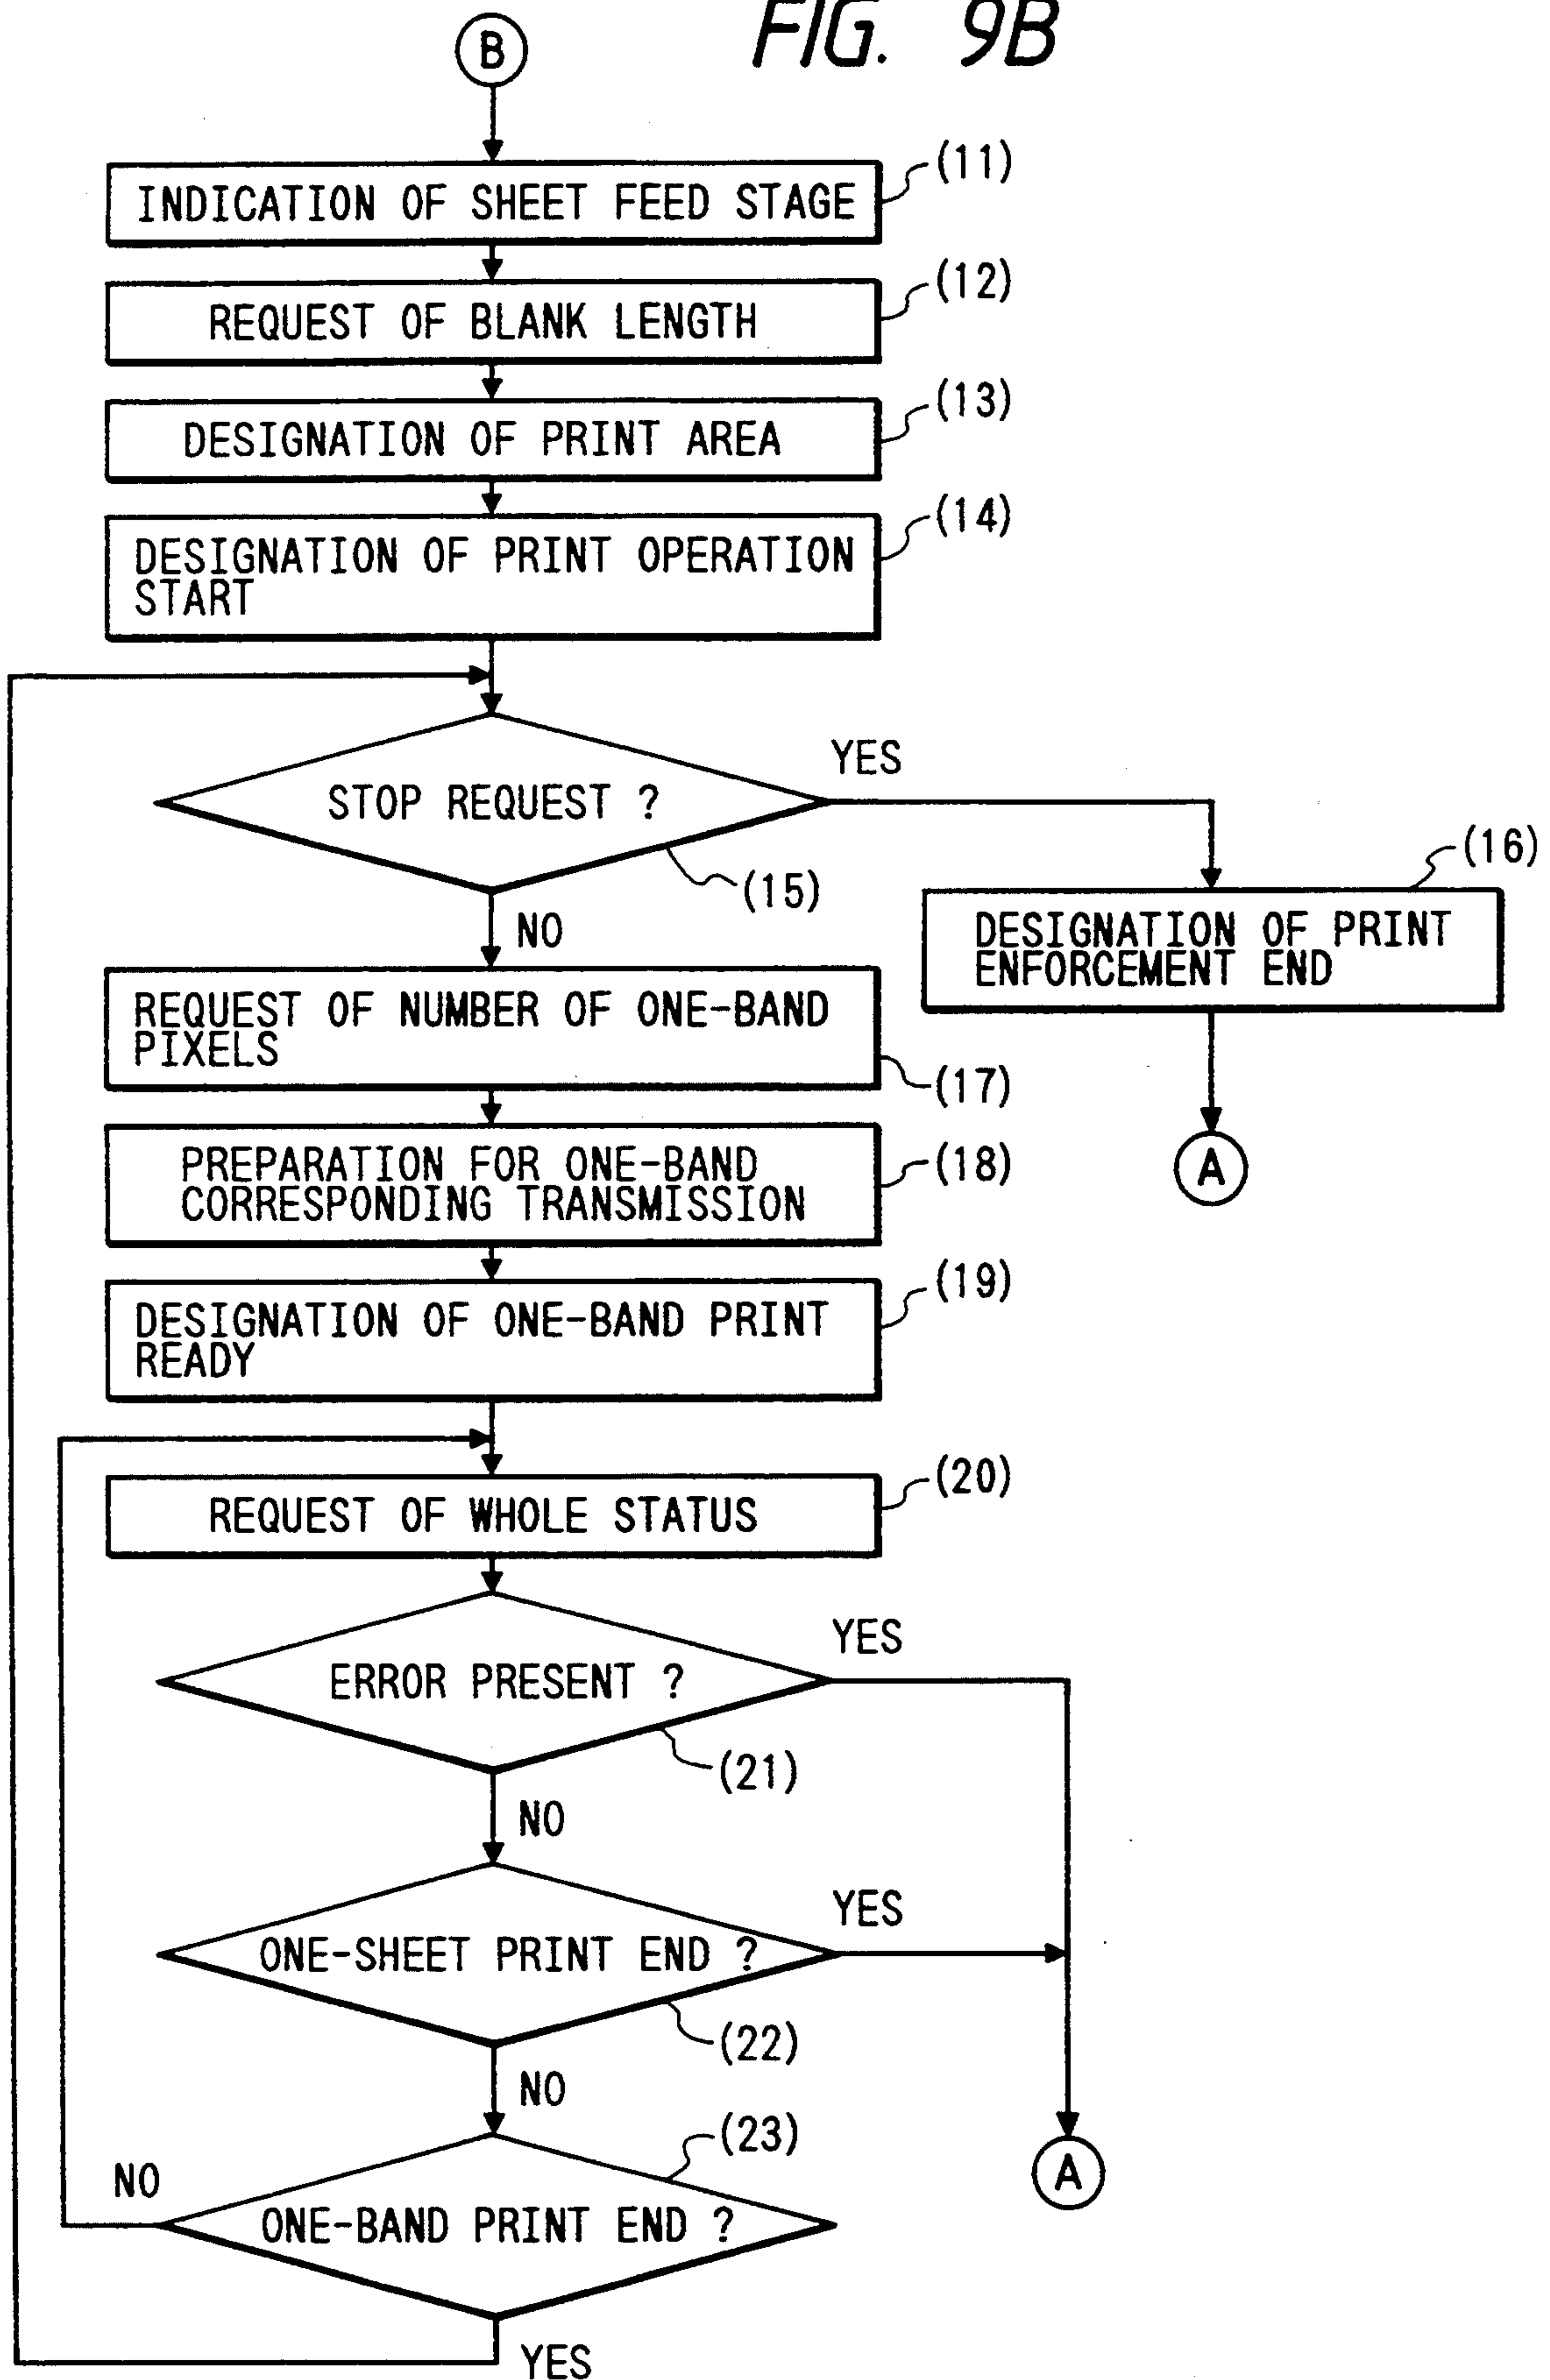 FIG. 9B
B
(11)
INDICATION OF SHEET FEED STAGE
(12)
REQUEST OF BLANK LENGTH
(13)
DESIGNATION OF PRINT AREA
(14)
DESIGNATION OF PRINT OPERATION
START
STOP REQUEST ?
YES
(15)
NO
(16)
DESIGNATION OF PRINT
ENFORCEMENT END
A
REQUEST OF NUMBER OF ONE-BAND
PIXELS
(17)
PREPARATION FOR ONE-BAND
CORRESPONDING TRANSMISSION
(18)
(19)
DESIGNATION OF ONE-BAND PRINT
READY
(20)
REQUEST OF WHOLE STATUS
YES
ERROR PRESENT ?
(21)
NO
YES
ONE-SHEET PRINT END ?
(22)
NO
(23)
A
NO
ONE-BAND PRINT END ?
YES